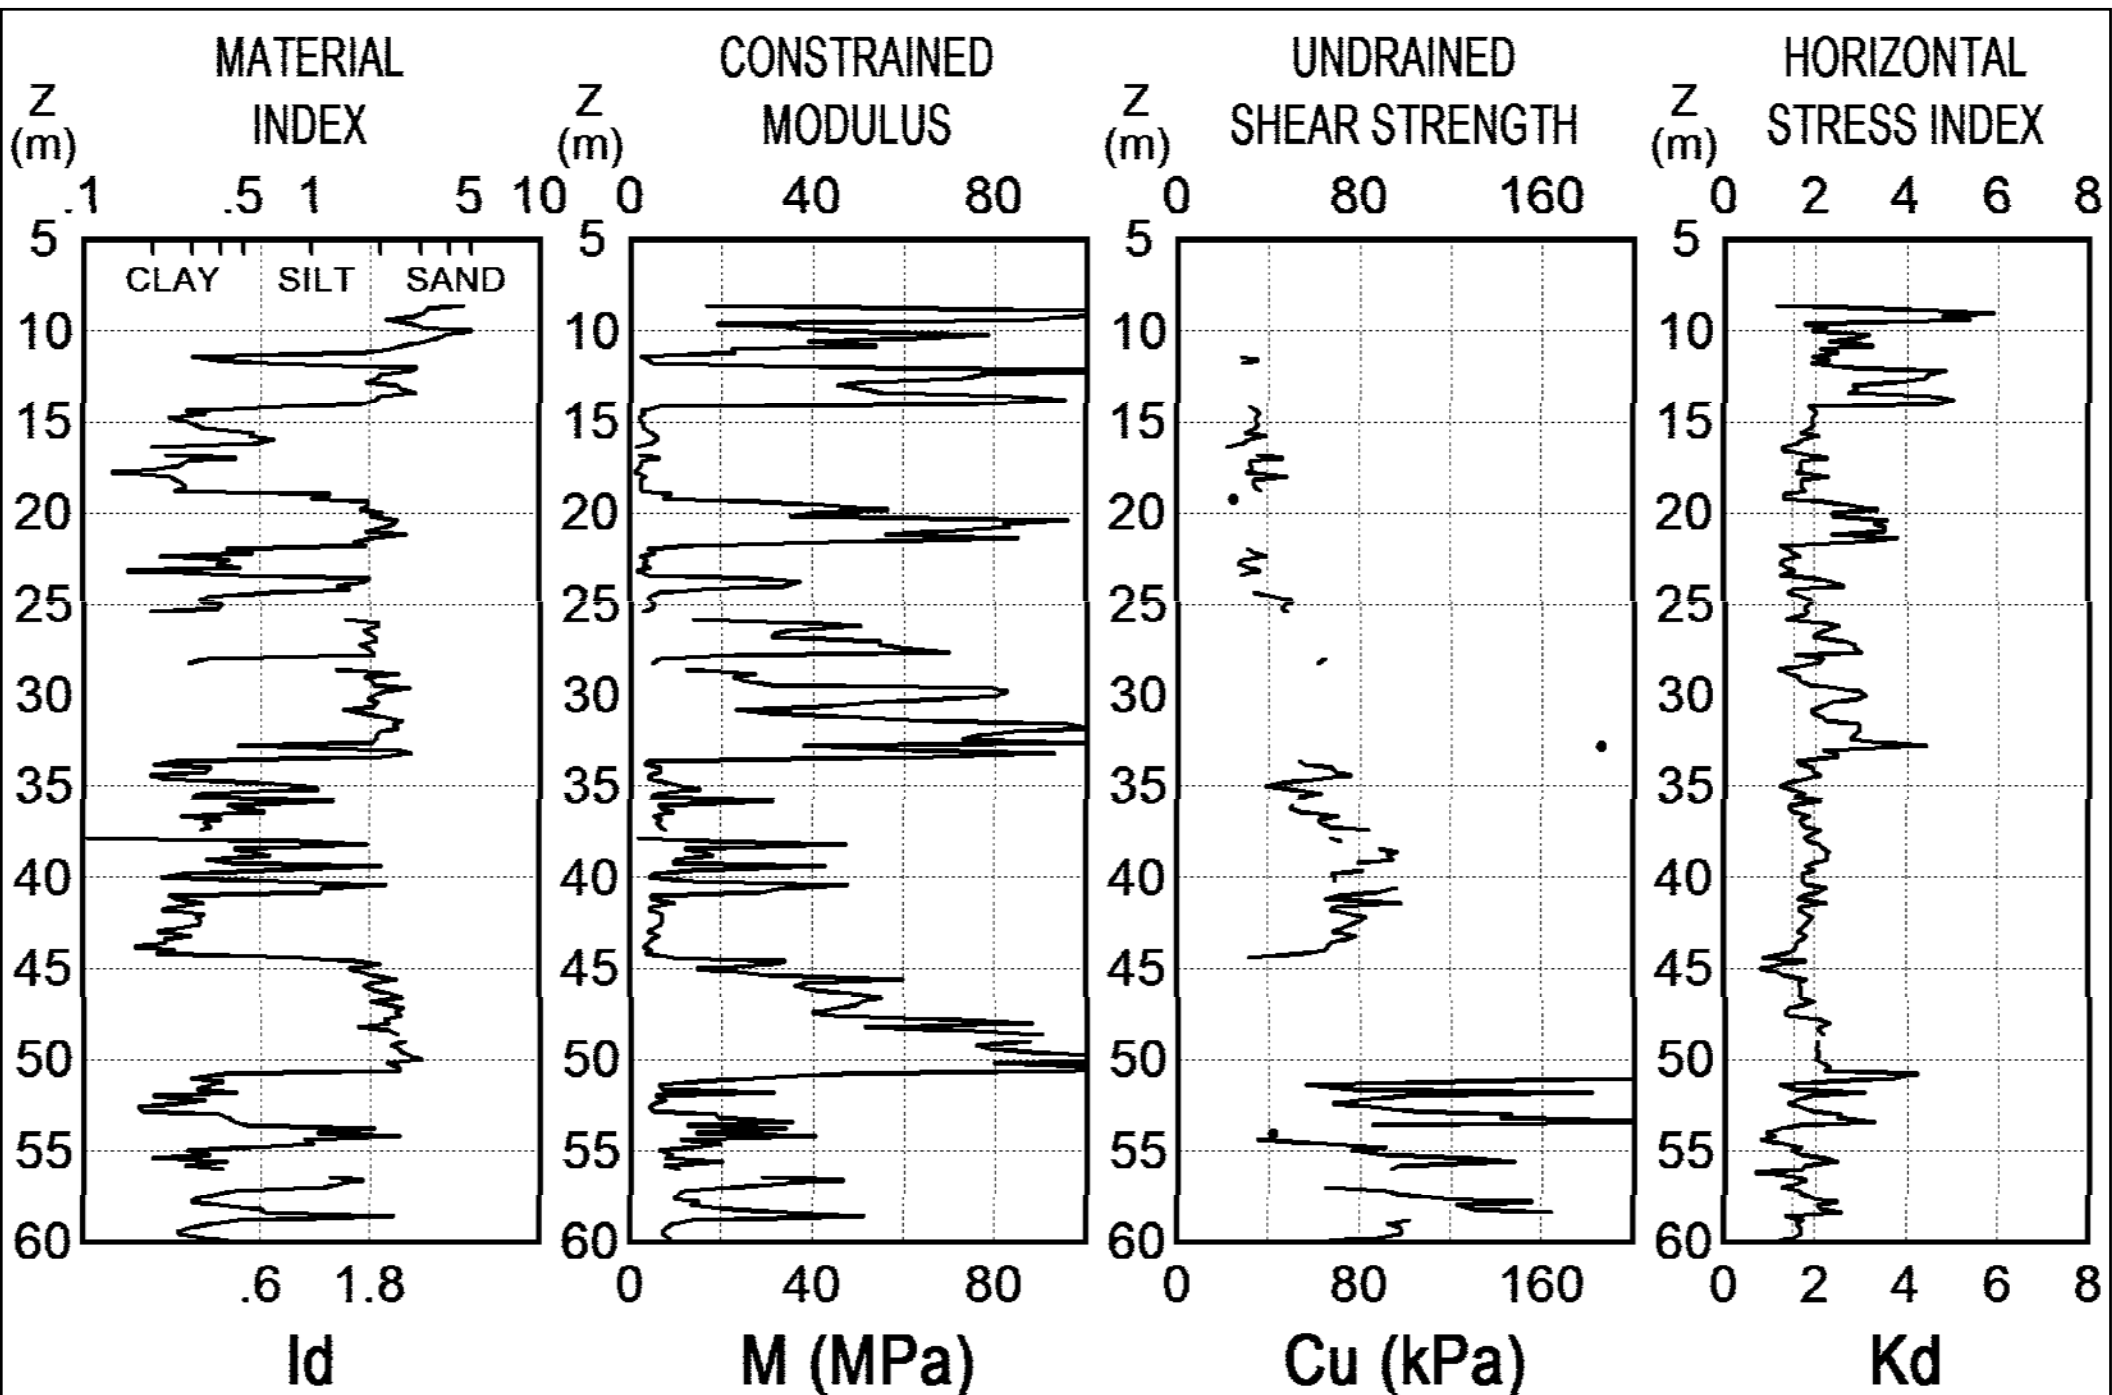 MATERIAL INDEX
CONSTRAINED MODULUS
UNDRAINED SHEAR STRENGTH
HORIZONTAL STRESS INDEX
Z (m)
Z (m)
Z (m)
Z (m)
.1 .5 1 5 10
0 40 80
0 80 160
0 2 4 6 8
CLAY SILT SAND
5 5 5 5
10 10 10 10
15 15 15 15
20 20 20 20
25 25 25 25
30 30 30 30
35 35 35 35
40 40 40 40
45 45 45 45
50 50 50 50
55 55 55 55
60 60 60 60
.6 1.8
0 40 80
0 80 160
0 2 4 6 8
Id
M (MPa)
Cu (kPa)
Kd